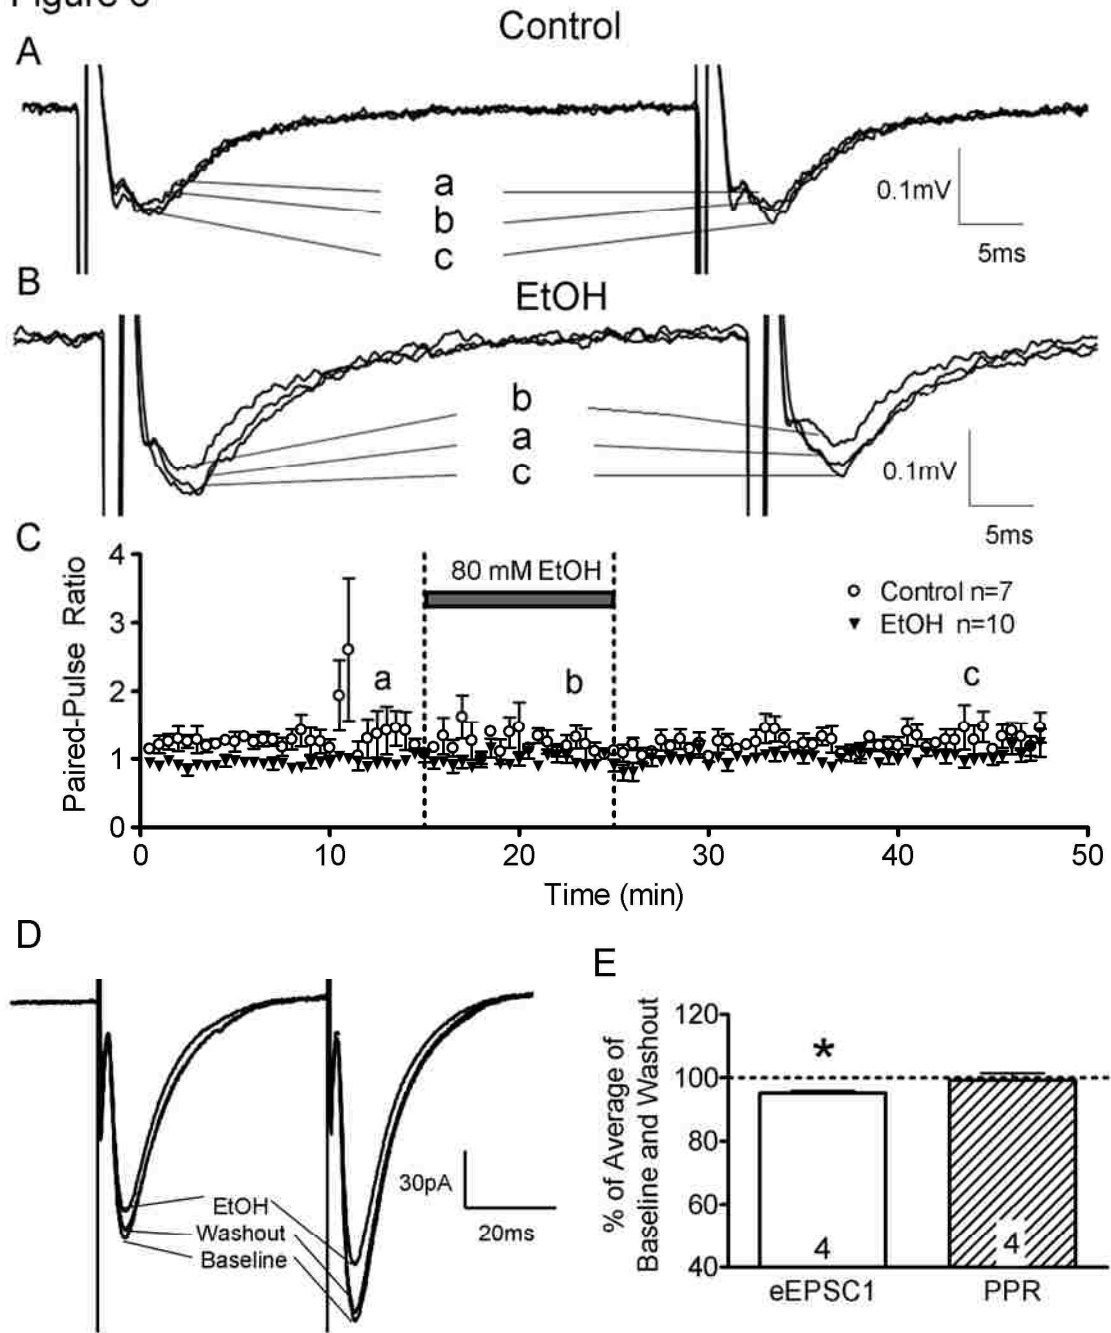 Control
A
a
b
c
0.1mV
5ms
B
EtOH
b
a
c
0.1mV
5ms
C
Paired-Pulse Ratio
4
3
2
1
0
80 mM EtOH
Control n=7
EtOH n=10
a
b
c
0 10 20 30 40 50
Time (min)
D
EtOH
Washout
Baseline
30pA
20ms
E
% of Average of
Baseline and Washout
120
100
80
60
40
*
4
4
eEPSC1 PPR